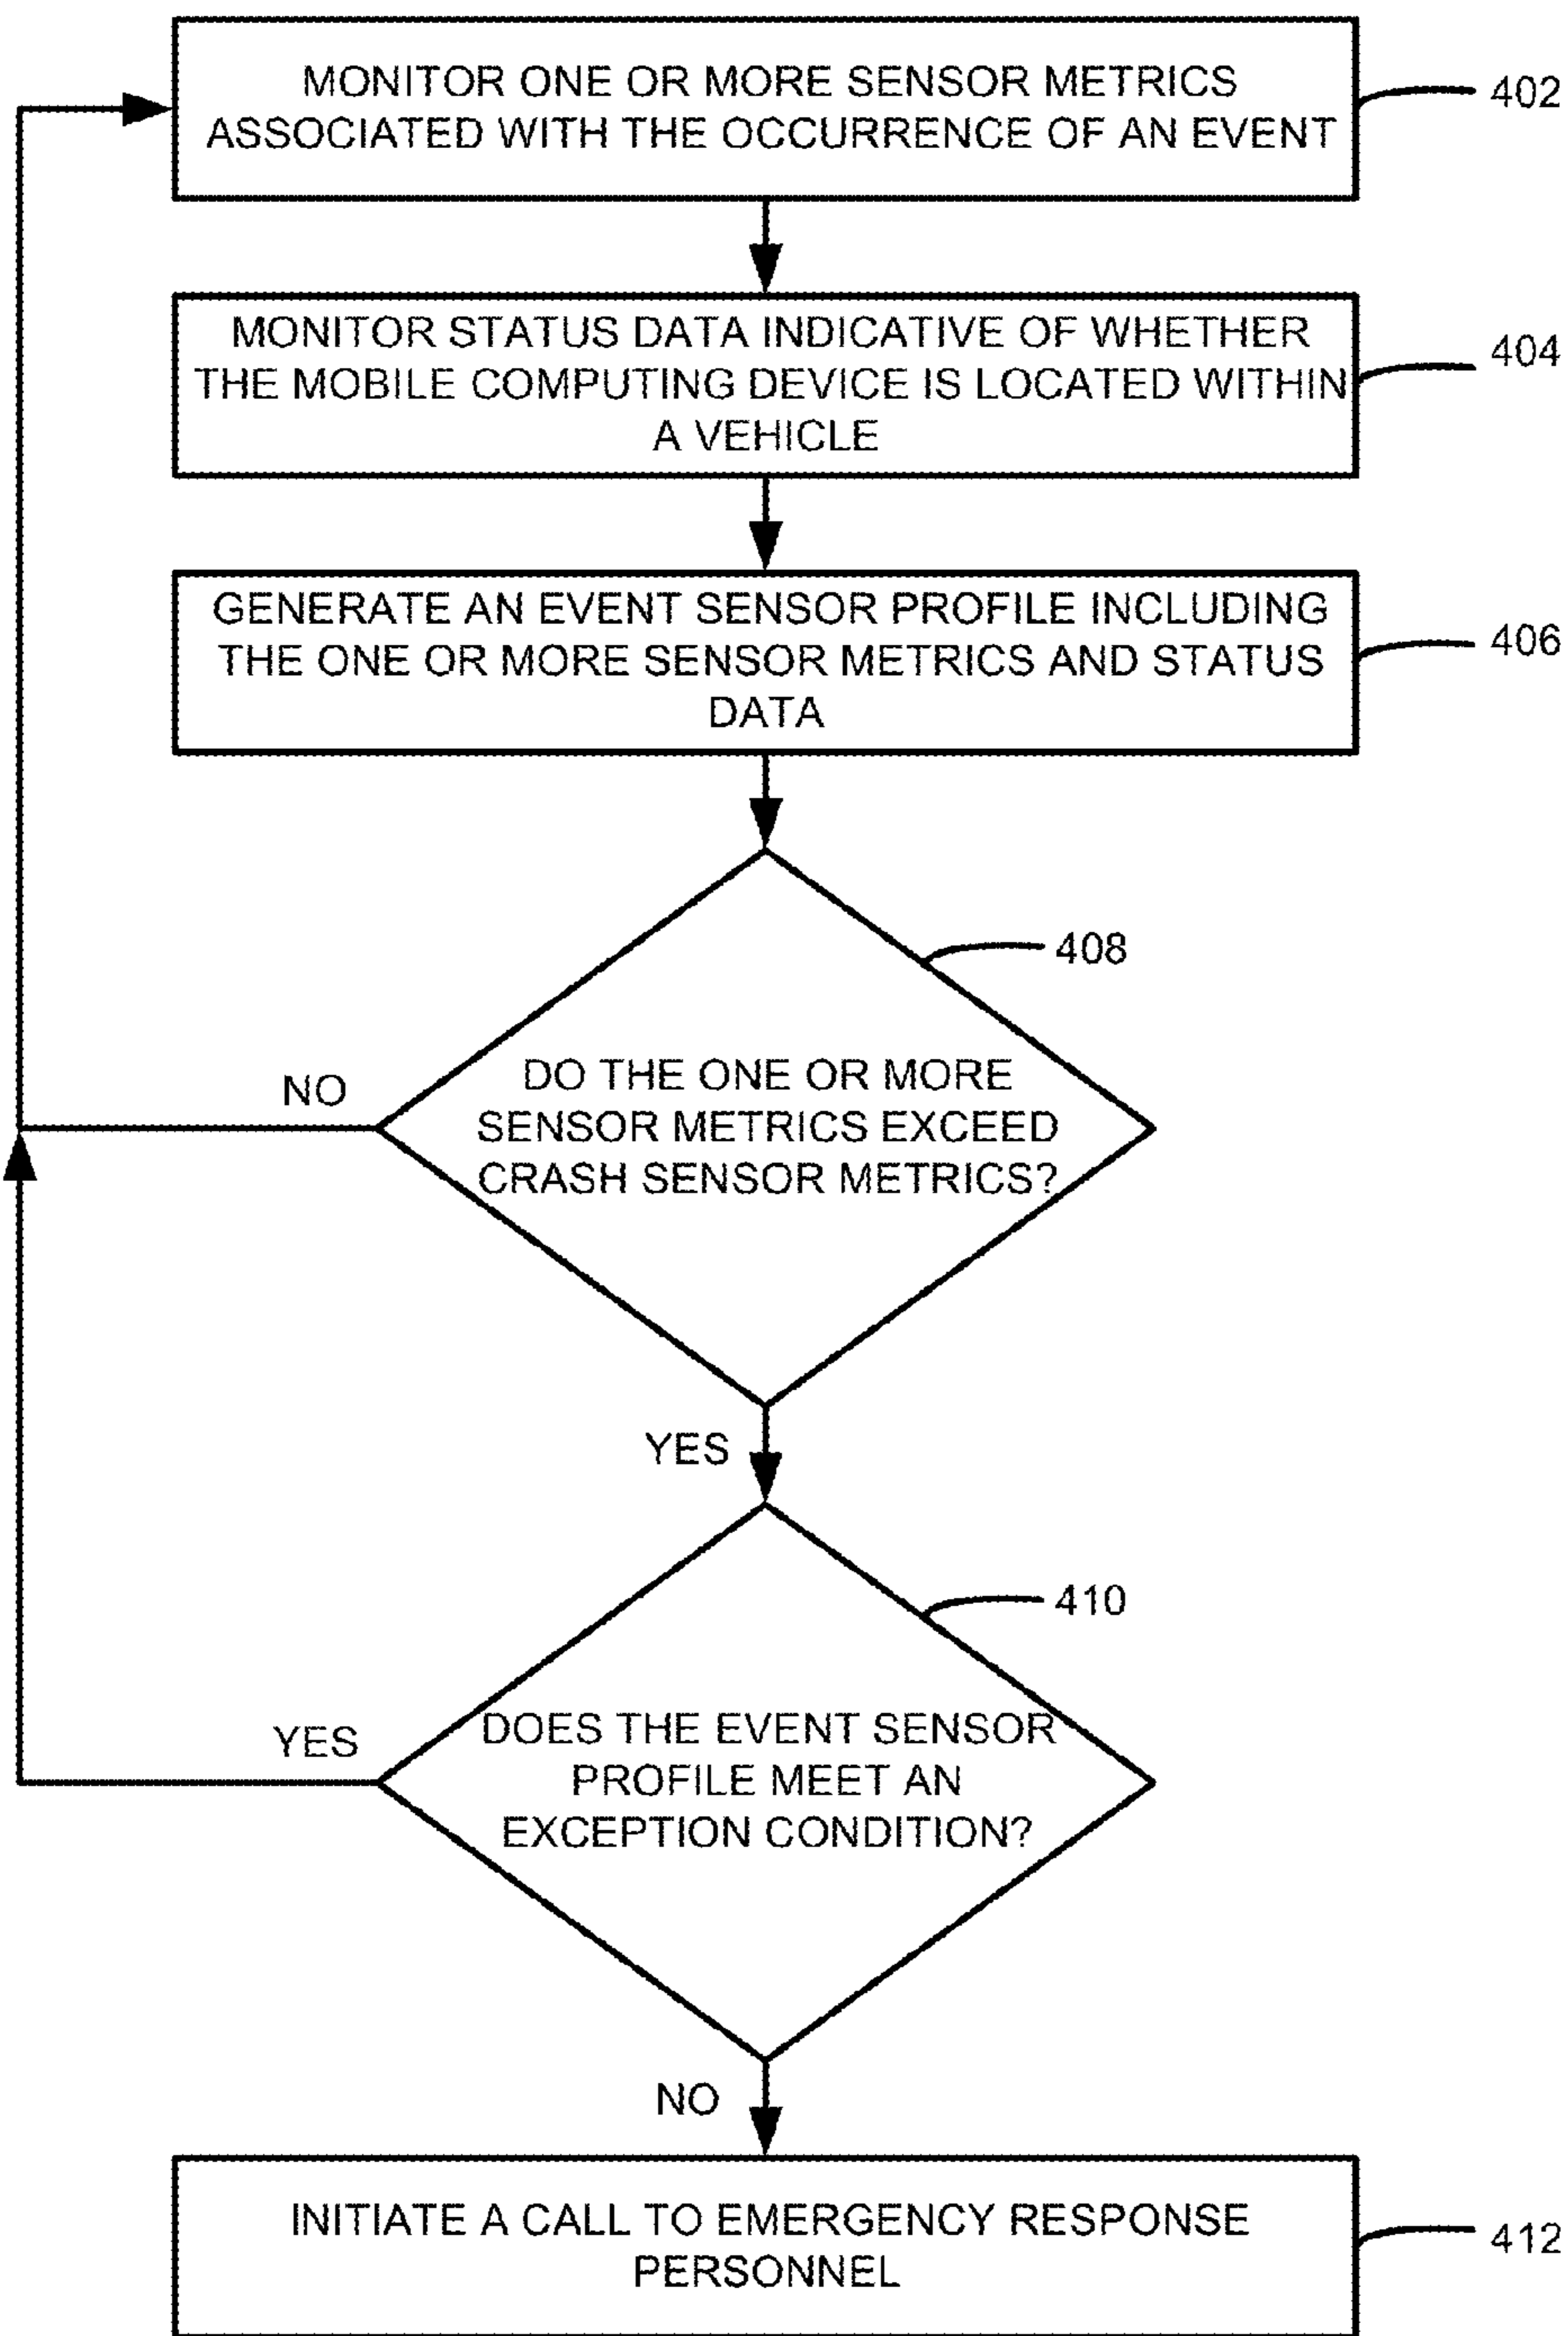 MONITOR ONE OR MORE SENSOR METRICS
ASSOCIATED WITH THE OCCURRENCE OF AN EVENT
402
MONITOR STATUS DATA INDICATIVE OF WHETHER
THE MOBILE COMPUTING DEVICE IS LOCATED WITHIN
A VEHICLE
404
GENERATE AN EVENT SENSOR PROFILE INCLUDING
THE ONE OR MORE SENSOR METRICS AND STATUS
DATA
406
408
DO THE ONE OR MORE
SENSOR METRICS EXCEED
CRASH SENSOR METRICS?
NO
YES
410
DOES THE EVENT SENSOR
PROFILE MEET AN
EXCEPTION CONDITION?
YES
NO
INITIATE A CALL TO EMERGENCY RESPONSE
PERSONNEL
412